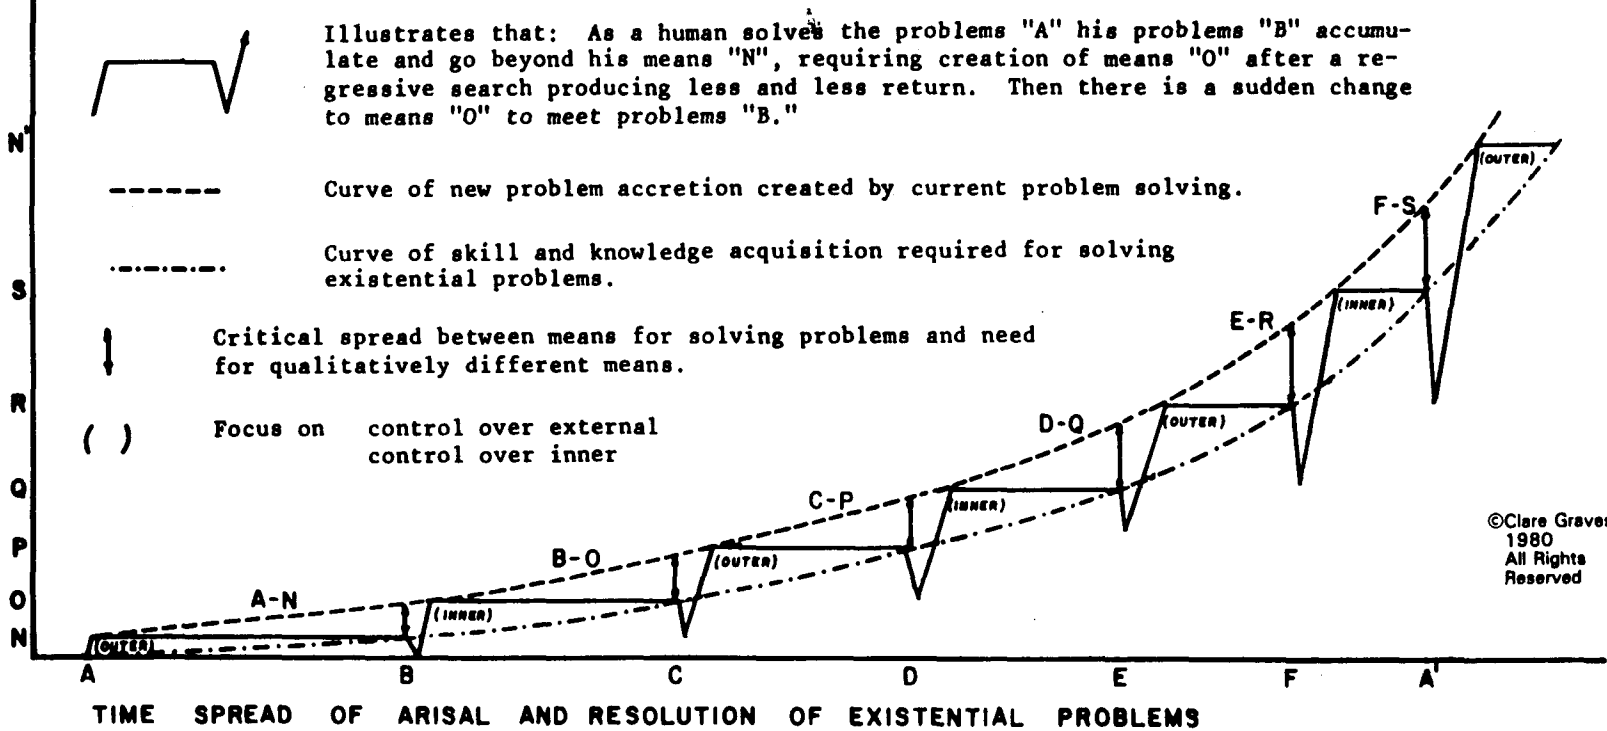 Illustrates that: As a human solves the problems "A" his problems "B" accumu-
late and go beyond his means "N", requiring creation of means "O" after a re-
gressive search producing less and less return. Then there is a sudden change
to means "O" to meet problems "B."
Curve of new problem accretion created by current problem solving.
Curve of skill and knowledge acquisition required for solving
existential problems.
Critical spread between means for solving problems and need
for qualitatively different means.
( ) Focus on control over external
control over inner
N'
S
R
Q
P
O
N
A-N
B-O
C-P
D-Q
E-R
F-S
(OUTER)
(INNER)
(OUTER)
(INNER)
(OUTER)
(INNER)
(OUTER)
©Clare Graves
1980
All Rights
Reserved
A B C D E F A'
TIME SPREAD OF ARISAL AND RESOLUTION OF EXISTENTIAL PROBLEMS